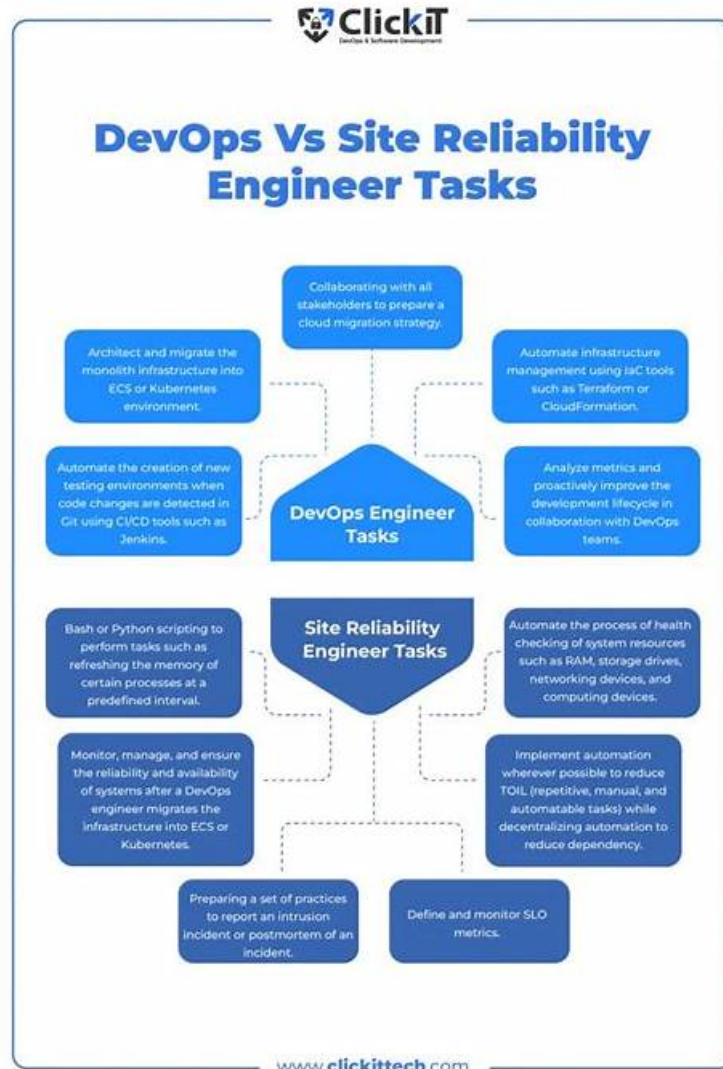 ClickIT
DevOps & Software Development
DevOps Vs Site Reliability
Engineer Tasks
Collaborating with all
stakeholders to prepare a
cloud migration strategy.
Architect and migrate the
monolith infrastructure into
ECS or Kubernetes
environment.
Automate infrastructure
management using IaC tools
such as Terraform or
CloudFormation.
Automate the creation of new
testing environments when
code changes are detected in
Git using CI/CD tools such as
Jenkins.
DevOps Engineer
Tasks
Analyze metrics and
proactively improve the
development lifecycle in
collaboration with DevOps
teams.
Bash or Python scripting to
perform tasks such as
refreshing the memory of
certain processes at a
predefined interval.
Site Reliability
Engineer Tasks
Automate the process of health
checking of system resources
such as RAM, storage drives,
networking devices, and
computing devices.
Monitor, manage, and ensure
the reliability and availability
of systems after a DevOps
engineer migrates the
infrastructure into ECS or
Kubernetes.
Implement automation
wherever possible to reduce
TOIL (repetitive, manual, and
automatable tasks) while
decentralizing automation to
reduce dependency.
Preparing a set of practices
to report an intrusion
incident or postmortem of an
incident.
Define and monitor SLO
metrics.
www.clickittech.com